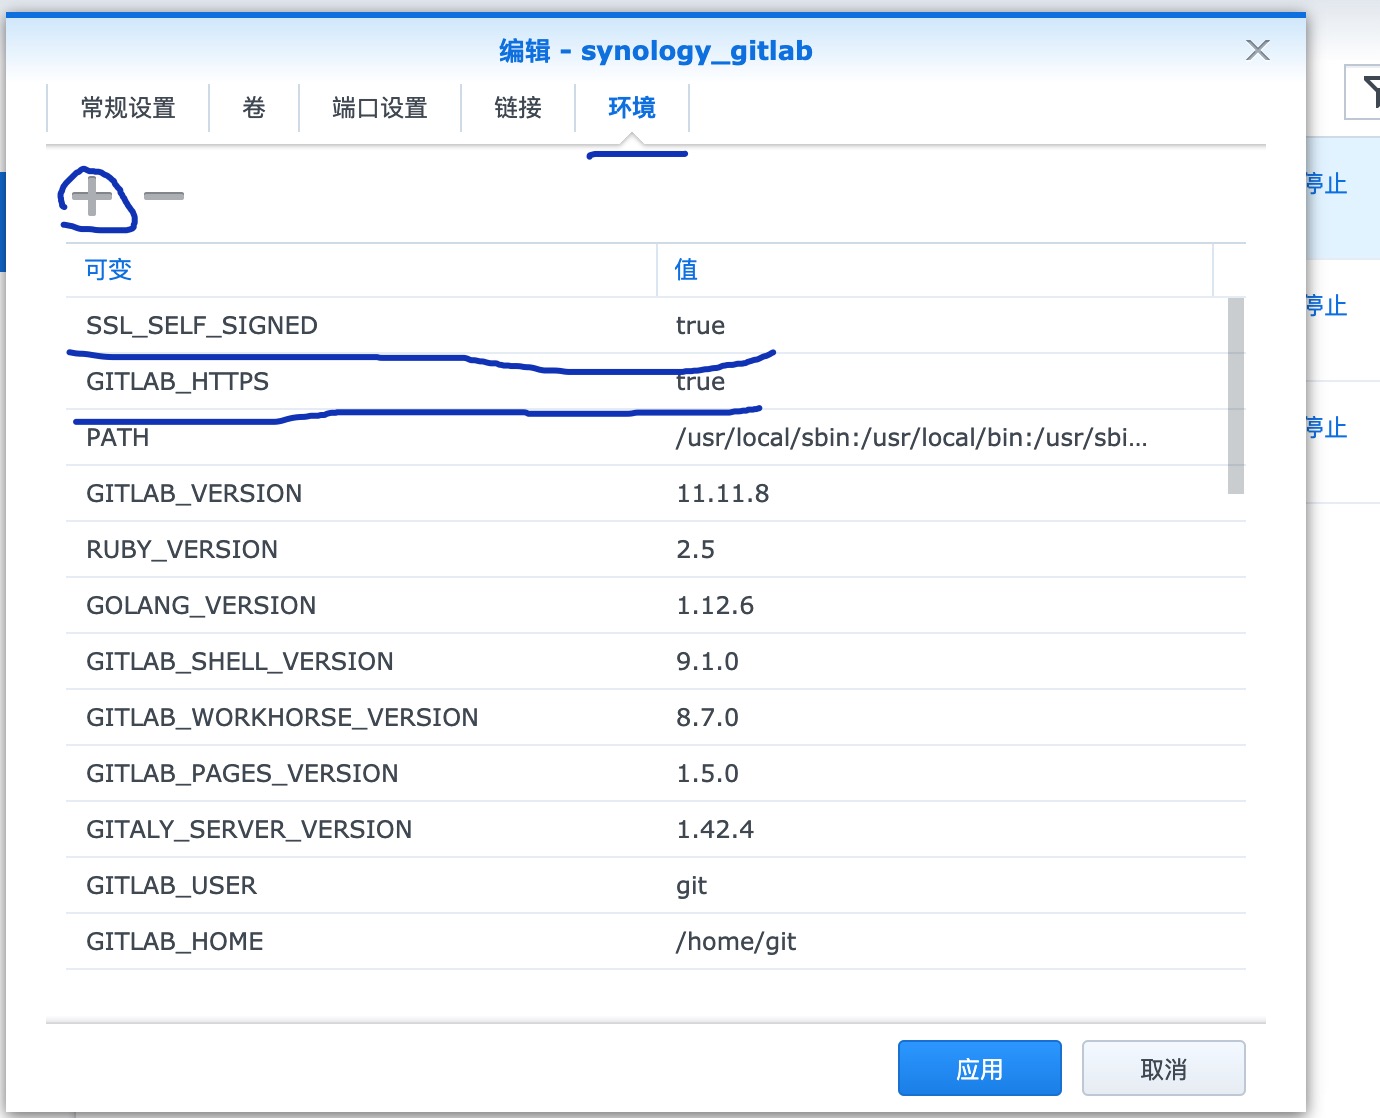 编辑 - synology_gitlab
常规设置 卷 端口设置 链接 环境
可变 值
SSL_SELF_SIGNED true
GITLAB_HTTPS true
PATH /usr/local/sbin:/usr/local/bin:/usr/sbi...
GITLAB_VERSION 11.11.8
RUBY_VERSION 2.5
GOLANG_VERSION 1.12.6
GITLAB_SHELL_VERSION 9.1.0
GITLAB_WORKHORSE_VERSION 8.7.0
GITLAB_PAGES_VERSION 1.5.0
GITALY_SERVER_VERSION 1.42.4
GITLAB_USER git
GITLAB_HOME /home/git
应用 取消
停止
停止
停止